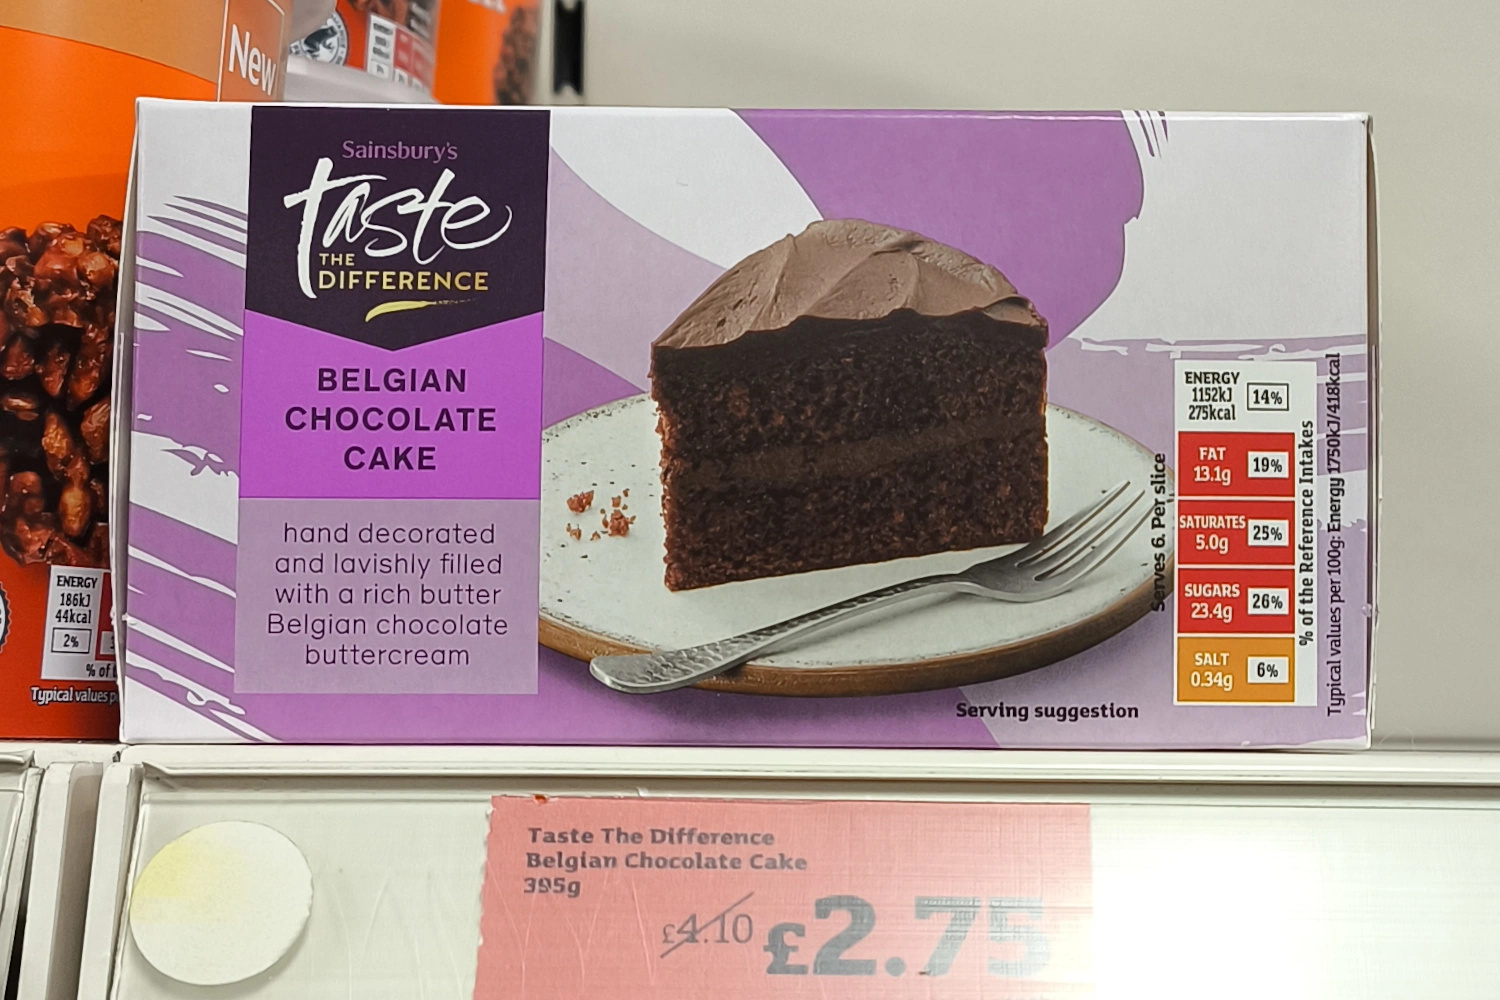 New
Sainsbury's
taste
THE
DIFFERENCE
BELGIAN
CHOCOLATE
CAKE
hand decorated
and lavishly filled
with a rich butter
Belgian chocolate
buttercream
Serving suggestion
Serves 6. Per slice
ENERGY
1152kJ
275kcal
14%
FAT
13.1g
19%
SATURATES
5.0g
25%
SUGARS
23.4g
26%
SALT
0.34g
6%
% of the Reference Intakes
Typical values per 100g: Energy 1750kJ/418kcal
ENERGY
186kJ
44kcal
2%
% of
Typical values
Taste The Difference
Belgian Chocolate Cake
395g
£4.10 £2.75